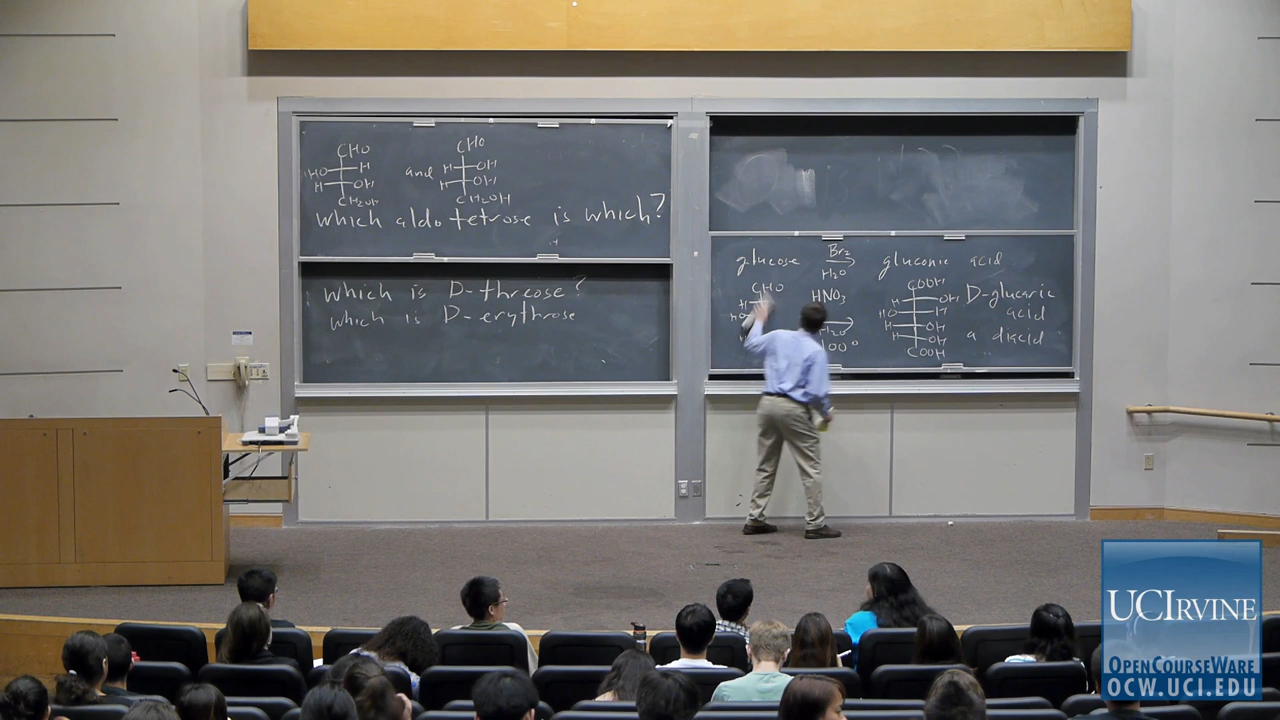 CHO
HO H
H OH
CH2OH
and
CHO
H OH
H OH
CH2OH
which aldotetrose is which?
Which is D-threose?
Which is D-erythrose
glucose Br2 H2O gluconic acid
CHO
H
HO
HNO3
H2O
100°
COOH
H OH
HO H
H OH
H OH
COOH
D-glucaric
acid
a diacid
UCIRVINE
OPENCOURSEWARE
OCW.UCI.EDU